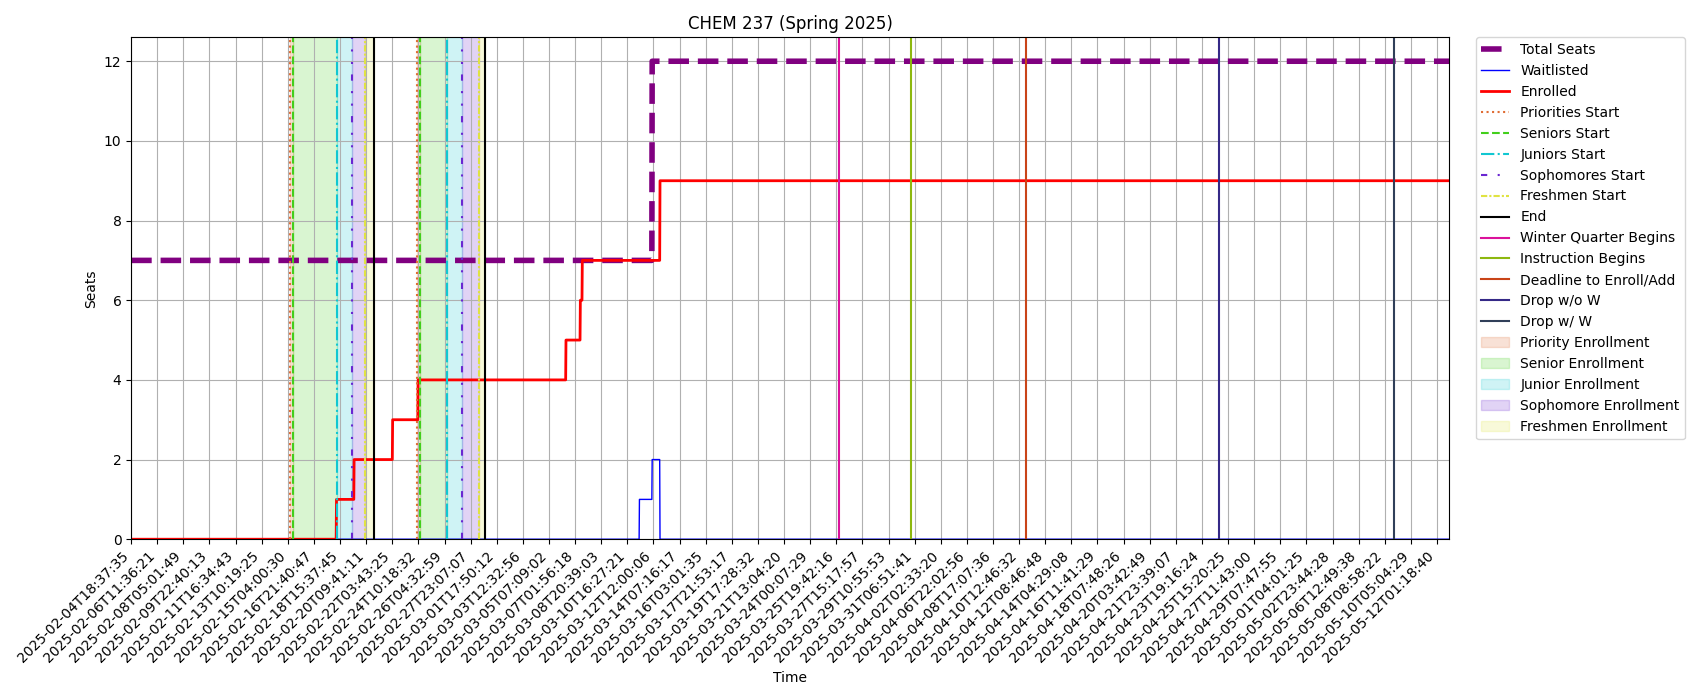 CHEM 237 (Spring 2025)
Seats
12
10
8
6
4
2
0
2025-02-04T18:37:35
2025-02-06T11:36:21
2025-02-08T05:01:49
2025-02-09T22:40:13
2025-02-11T16:34:43
2025-02-13T10:19:25
2025-02-15T04:00:30
2025-02-16T21:40:47
2025-02-18T15:37:45
2025-02-20T09:41:11
2025-02-22T03:43:25
2025-02-24T10:18:32
2025-02-26T04:32:59
2025-02-27T23:07:07
2025-03-01T17:50:12
2025-03-03T12:32:56
2025-03-05T07:09:02
2025-03-07T01:56:18
2025-03-08T20:39:03
2025-03-10T16:27:21
2025-03-12T12:00:06
2025-03-14T07:16:17
2025-03-16T03:01:35
2025-03-17T21:53:17
2025-03-19T17:28:32
2025-03-21T13:04:20
2025-03-24T00:07:29
2025-03-25T19:42:16
2025-03-27T15:17:57
2025-03-29T10:55:53
2025-03-31T06:51:41
2025-04-02T02:33:20
2025-04-06T22:02:56
2025-04-08T17:07:36
2025-04-10T12:46:32
2025-04-12T08:46:48
2025-04-14T04:29:08
2025-04-16T11:41:29
2025-04-18T07:48:26
2025-04-20T03:42:49
2025-04-21T23:39:07
2025-04-23T19:16:24
2025-04-25T15:20:25
2025-04-27T11:43:00
2025-04-29T07:47:55
2025-05-01T04:01:25
2025-05-02T23:44:28
2025-05-06T12:49:38
2025-05-08T08:58:22
2025-05-10T05:04:29
2025-05-12T01:18:40
Time
Total Seats
Waitlisted
Enrolled
Priorities Start
Seniors Start
Juniors Start
Sophomores Start
Freshmen Start
End
Winter Quarter Begins
Instruction Begins
Deadline to Enroll/Add
Drop w/o W
Drop w/ W
Priority Enrollment
Senior Enrollment
Junior Enrollment
Sophomore Enrollment
Freshmen Enrollment